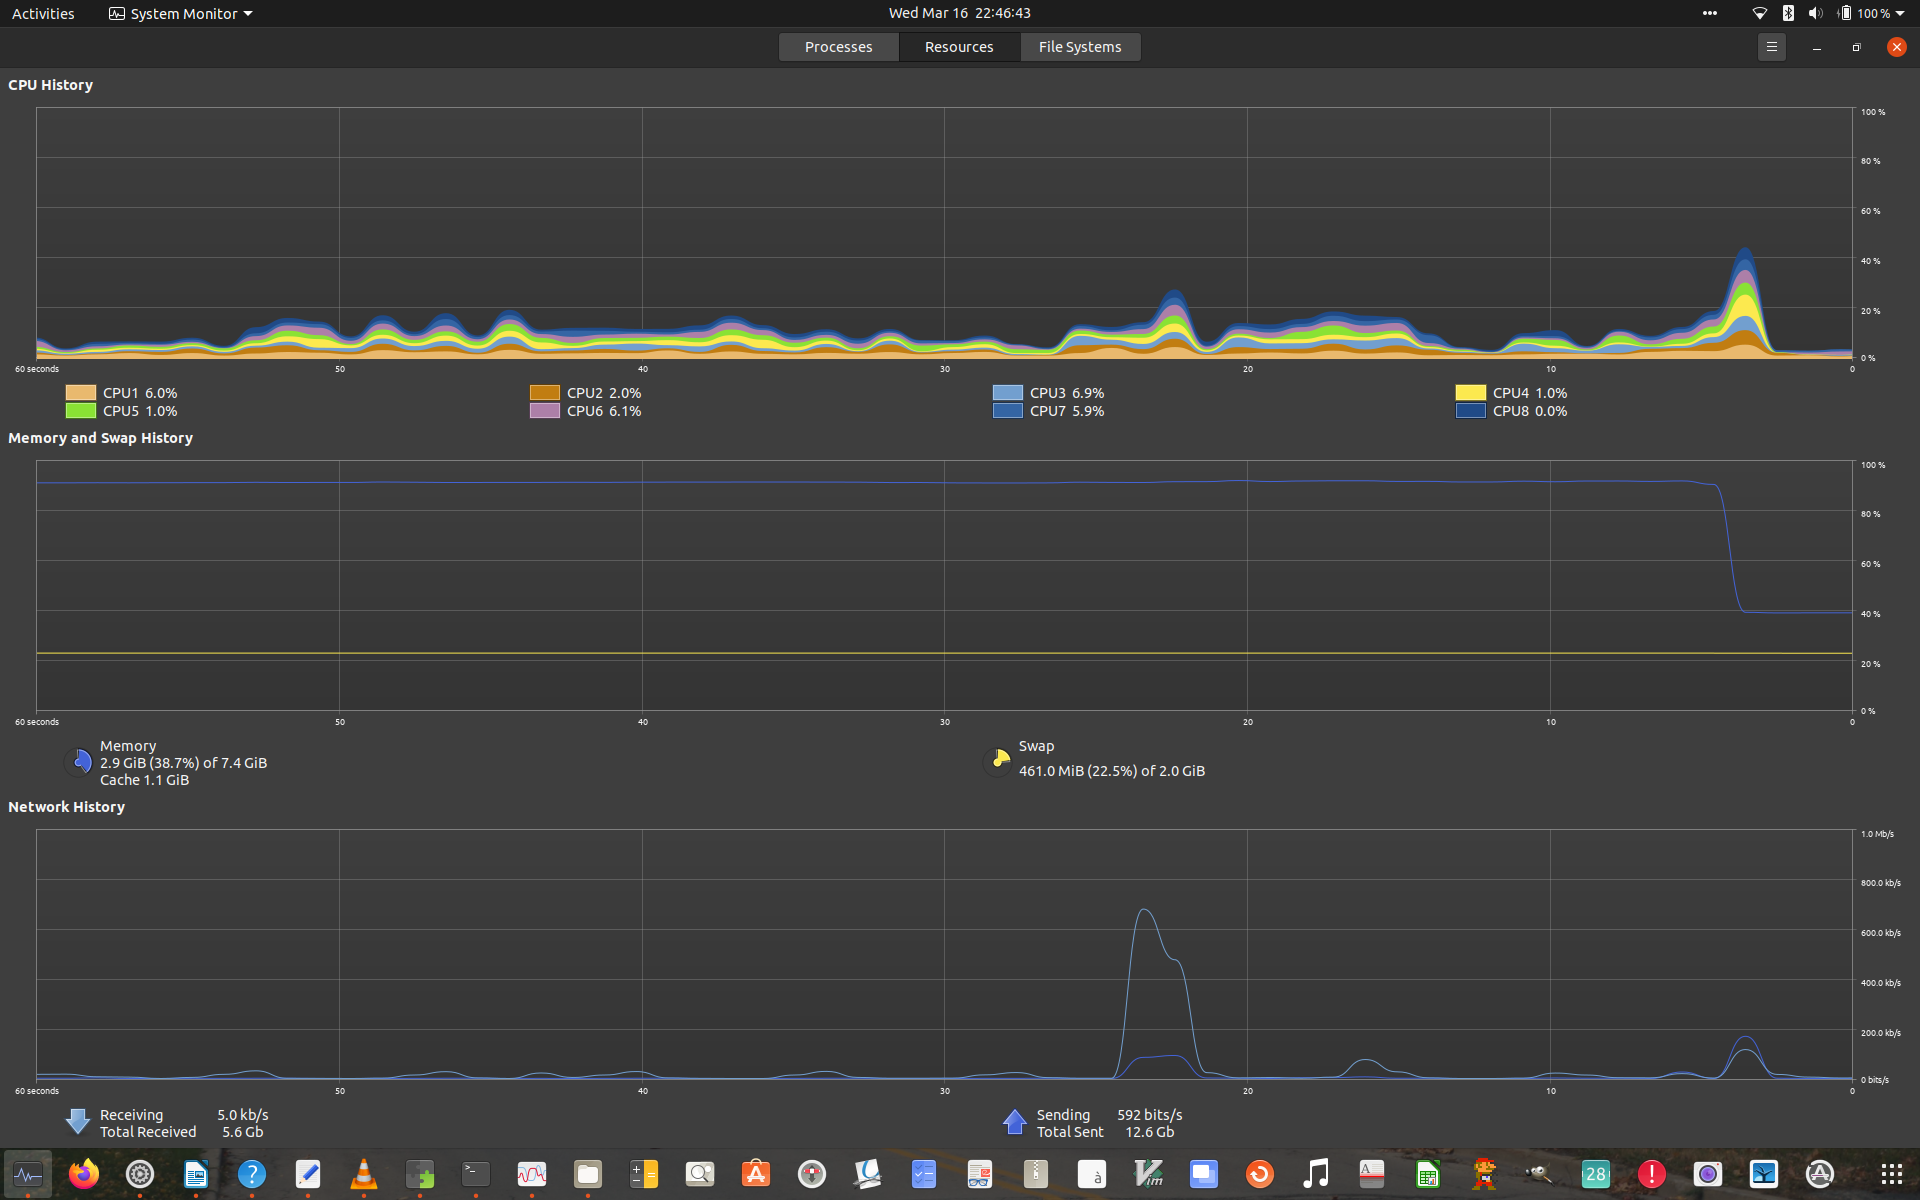 Activities System Monitor Wed Mar 16 22:46:43 100 %
Processes Resources File Systems
CPU History
100 %
80 %
60 %
40 %
20 %
0 %
60 seconds 50 40 30 20 10 0
CPU1 6.0% CPU2 2.0% CPU3 6.9% CPU4 1.0%
CPU5 1.0% CPU6 6.1% CPU7 5.9% CPU8 0.0%
Memory and Swap History
100 %
80 %
60 %
40 %
20 %
0 %
60 seconds 50 40 30 20 10 0
Memory
2.9 GiB (38.7%) of 7.4 GiB
Cache 1.1 GiB
Swap
461.0 MiB (22.5%) of 2.0 GiB
Network History
1.0 Mb/s
800.0 kb/s
600.0 kb/s
400.0 kb/s
200.0 kb/s
0 bits/s
60 seconds 50 40 30 20 10 0
Receiving 5.0 kb/s
Total Received 5.6 Gb
Sending 592 bits/s
Total Sent 12.6 Gb
? >_ à Vim A 28 !